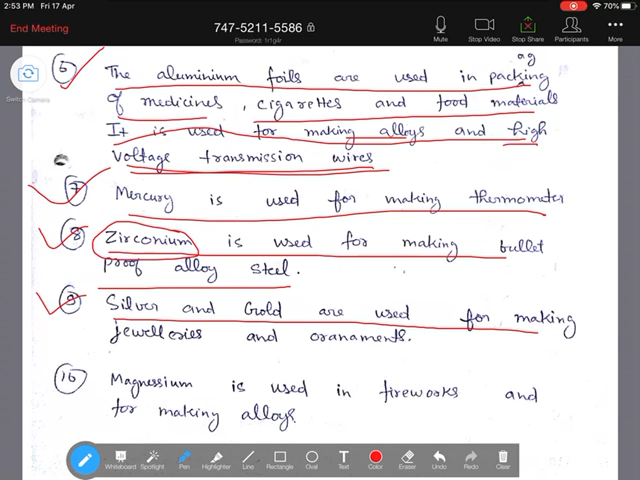 2:53 PM Fri 17 Apr
70%
End Meeting
747-5211-5586
Password: 1r1g4r
Mute
Stop Video
Stop Share
Participants
More
Switch Camera
ag
The aluminium foils are used in packing
of medicines, cigarettes and food materials
It is used for making alloys and high
voltage transmission wires
7 Mercury is used for making thermometer
8 Zirconium is used for making bullet
proof alloy steel.
9 Silver and Gold are used for making
jewelleries and oranaments.
10 Magnessium is used in fireworks and
for making alloys.
Whiteboard
Spotlight
Pen
Highlighter
Line
Rectangle
Oval
Text
Color
Eraser
Undo
Redo
Clear